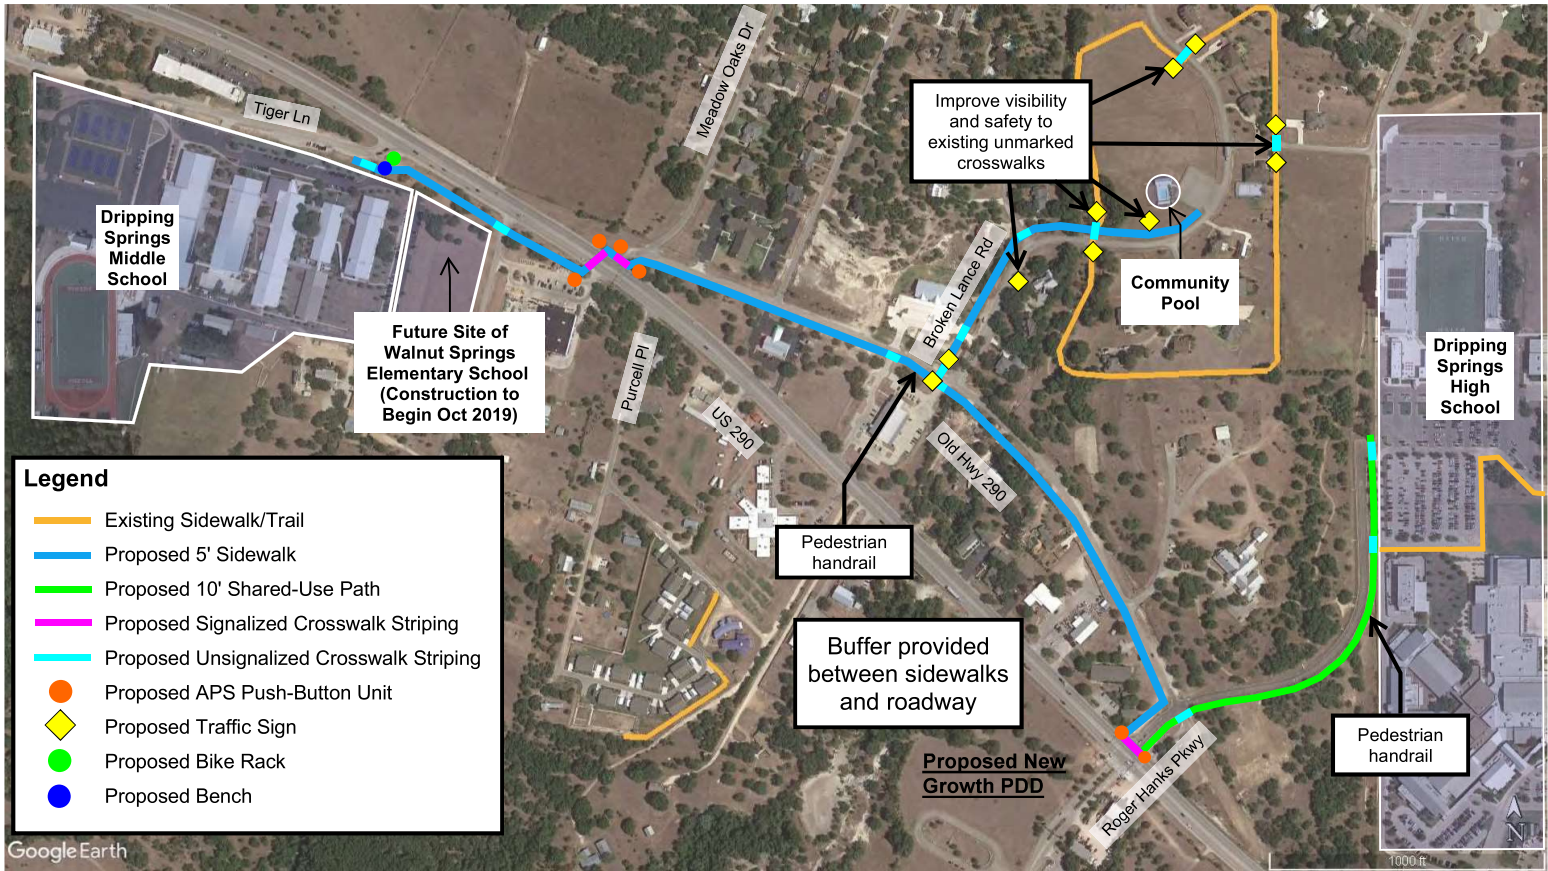 Tiger Ln
Meadow Oaks Dr
Improve visibility
and safety to
existing unmarked
crosswalks
Dripping
Springs
Middle
School
Broken Lance Rd
Community
Pool
Future Site of
Walnut Springs
Elementary School
(Construction to
Begin Oct 2019)
Purcell Pl
Dripping
Springs
High
School
US 290
Old Hwy 290
Pedestrian
handrail
Legend
Existing Sidewalk/Trail
Proposed 5' Sidewalk
Proposed 10' Shared-Use Path
Proposed Signalized Crosswalk Striping
Proposed Unsignalized Crosswalk Striping
Proposed APS Push-Button Unit
Proposed Traffic Sign
Proposed Bike Rack
Proposed Bench
Buffer provided
between sidewalks
and roadway
Pedestrian
handrail
Proposed New
Growth PDD
Roger Hanks Pkwy
Google Earth
N
1000 ft